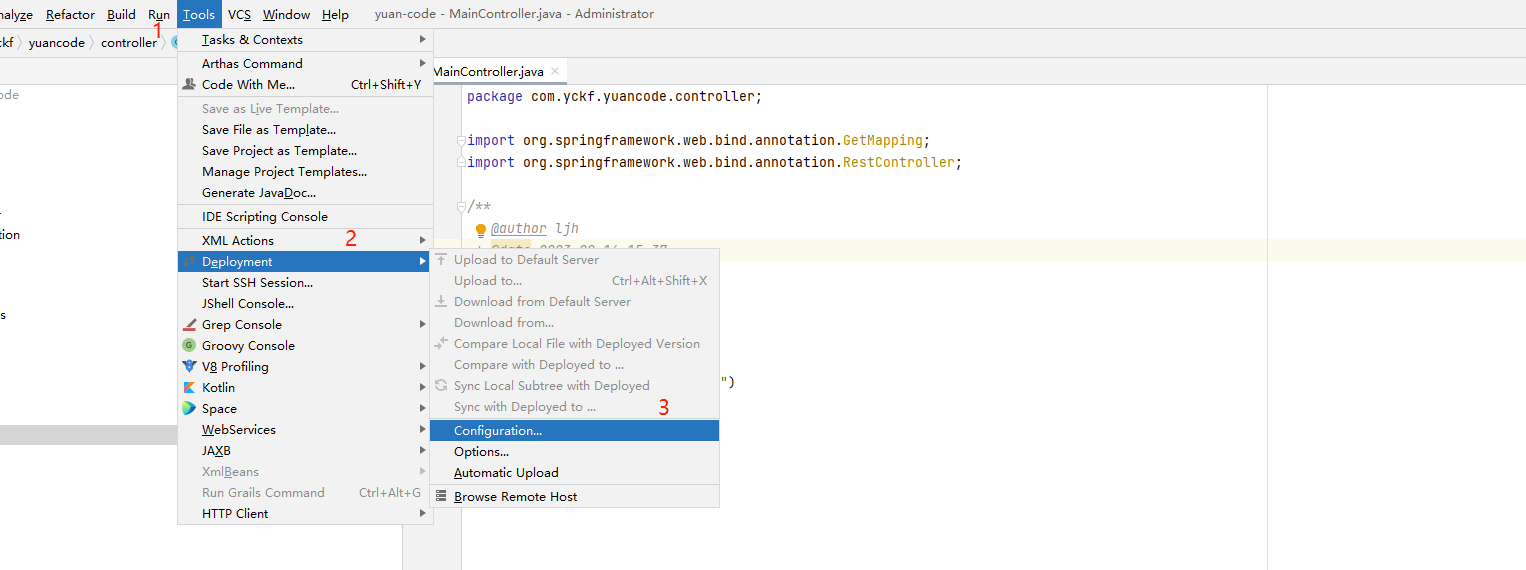 nalyze Refactor Build Run Tools VCS Window Help yuan-code - MainController.java - Administrator
1
ckf yuancode controller
Tasks & Contexts
Arthas Command
Code With Me... Ctrl+Shift+Y
Save as Live Template...
Save File as Template...
Save Project as Template...
Manage Project Templates...
Generate JavaDoc...
IDE Scripting Console
XML Actions
2
Deployment
Start SSH Session...
JShell Console...
Grep Console
Groovy Console
V8 Profiling
Kotlin
Space
WebServices
JAXB
XmlBeans
Run Grails Command Ctrl+Alt+G
HTTP Client
Upload to Default Server
Upload to... Ctrl+Alt+Shift+X
Download from Default Server
Download from...
Compare Local File with Deployed Version
Compare with Deployed to ...
Sync Local Subtree with Deployed
Sync with Deployed to ...
3
Configuration...
Options...
Automatic Upload
Browse Remote Host
MainController.java
package com.yckf.yuancode.controller;
import org.springframework.web.bind.annotation.GetMapping;
import org.springframework.web.bind.annotation.RestController;
/**
@author ljh
")
ode
tion
s